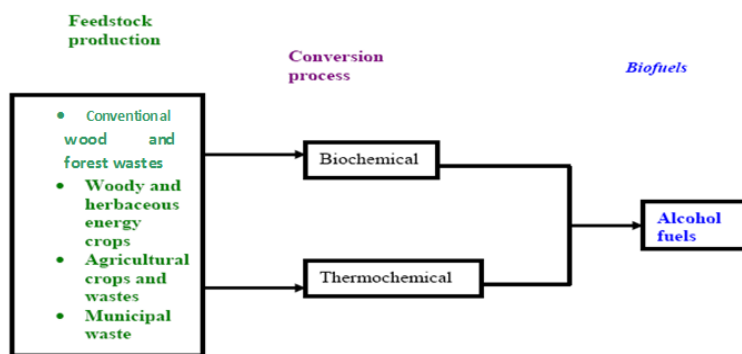 Feedstock
production
Conversion
process
Biofuels
• Conventional
wood and
forest wastes
• Woody and
herbaceous
energy
crops
• Agricultural
crops and
wastes
• Municipal
waste
Biochemical
Thermochemical
Alcohol
fuels